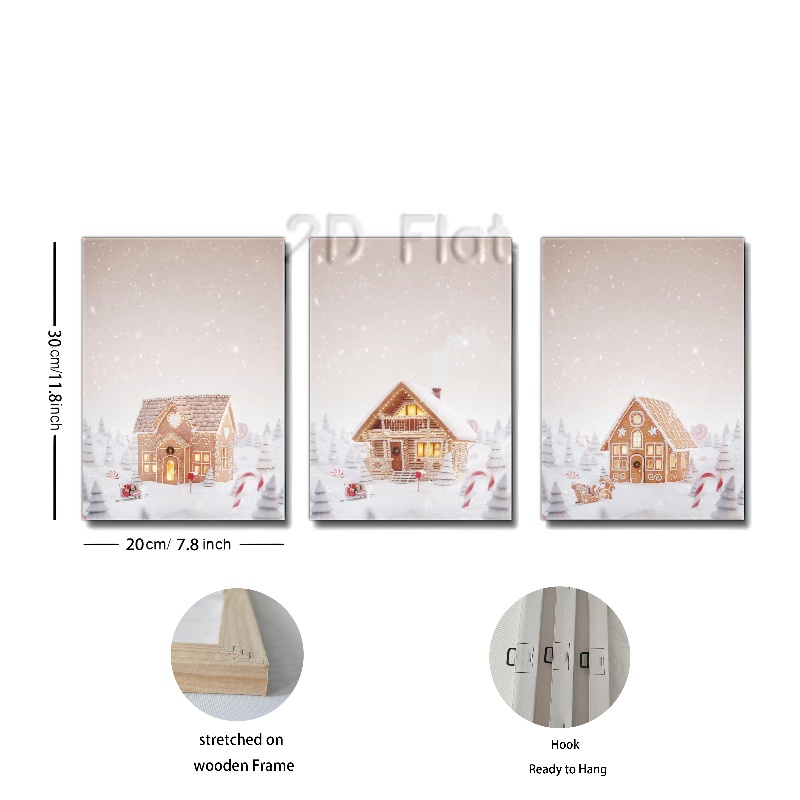 2D Flat
30cm/11.8inch
20cm/ 7.8 inch
stretched on
wooden Frame
Hook
Ready to Hang